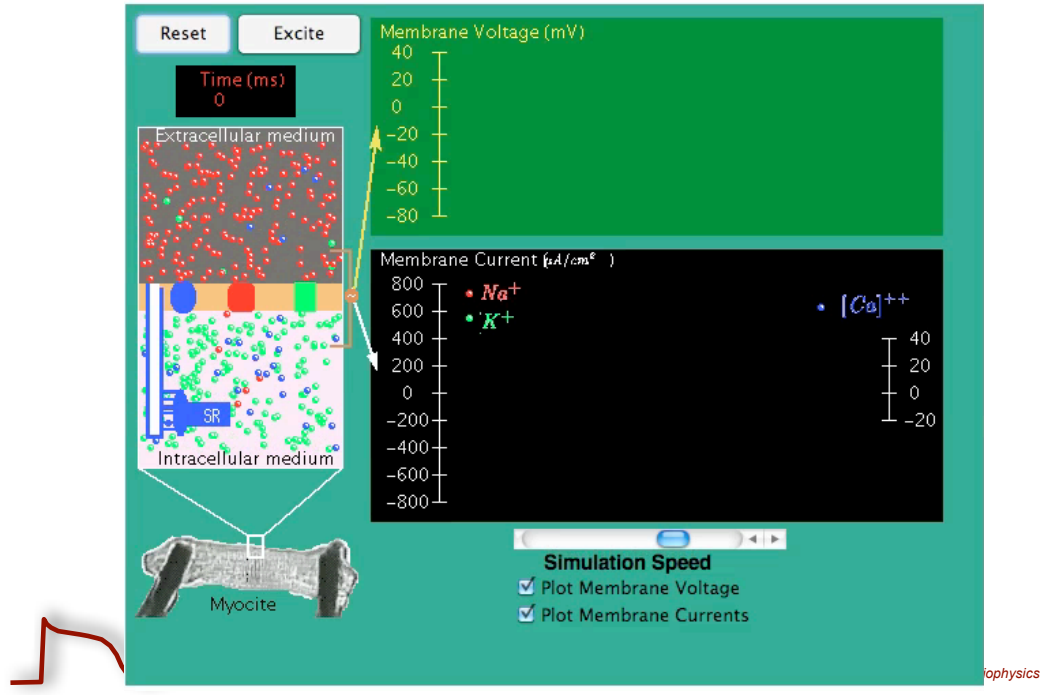 Reset Excite
Time (ms)
0
Extracellular medium
SR
Intracellular medium
Myocite
Membrane Voltage (mV)
40
20
0
-20
-40
-60
-80
Membrane Current (μA/cm² )
800
600
400
200
0
-200
-400
-600
-800
Na+
K+
[Ca]++
40
20
0
-20
Simulation Speed
Plot Membrane Voltage
Plot Membrane Currents